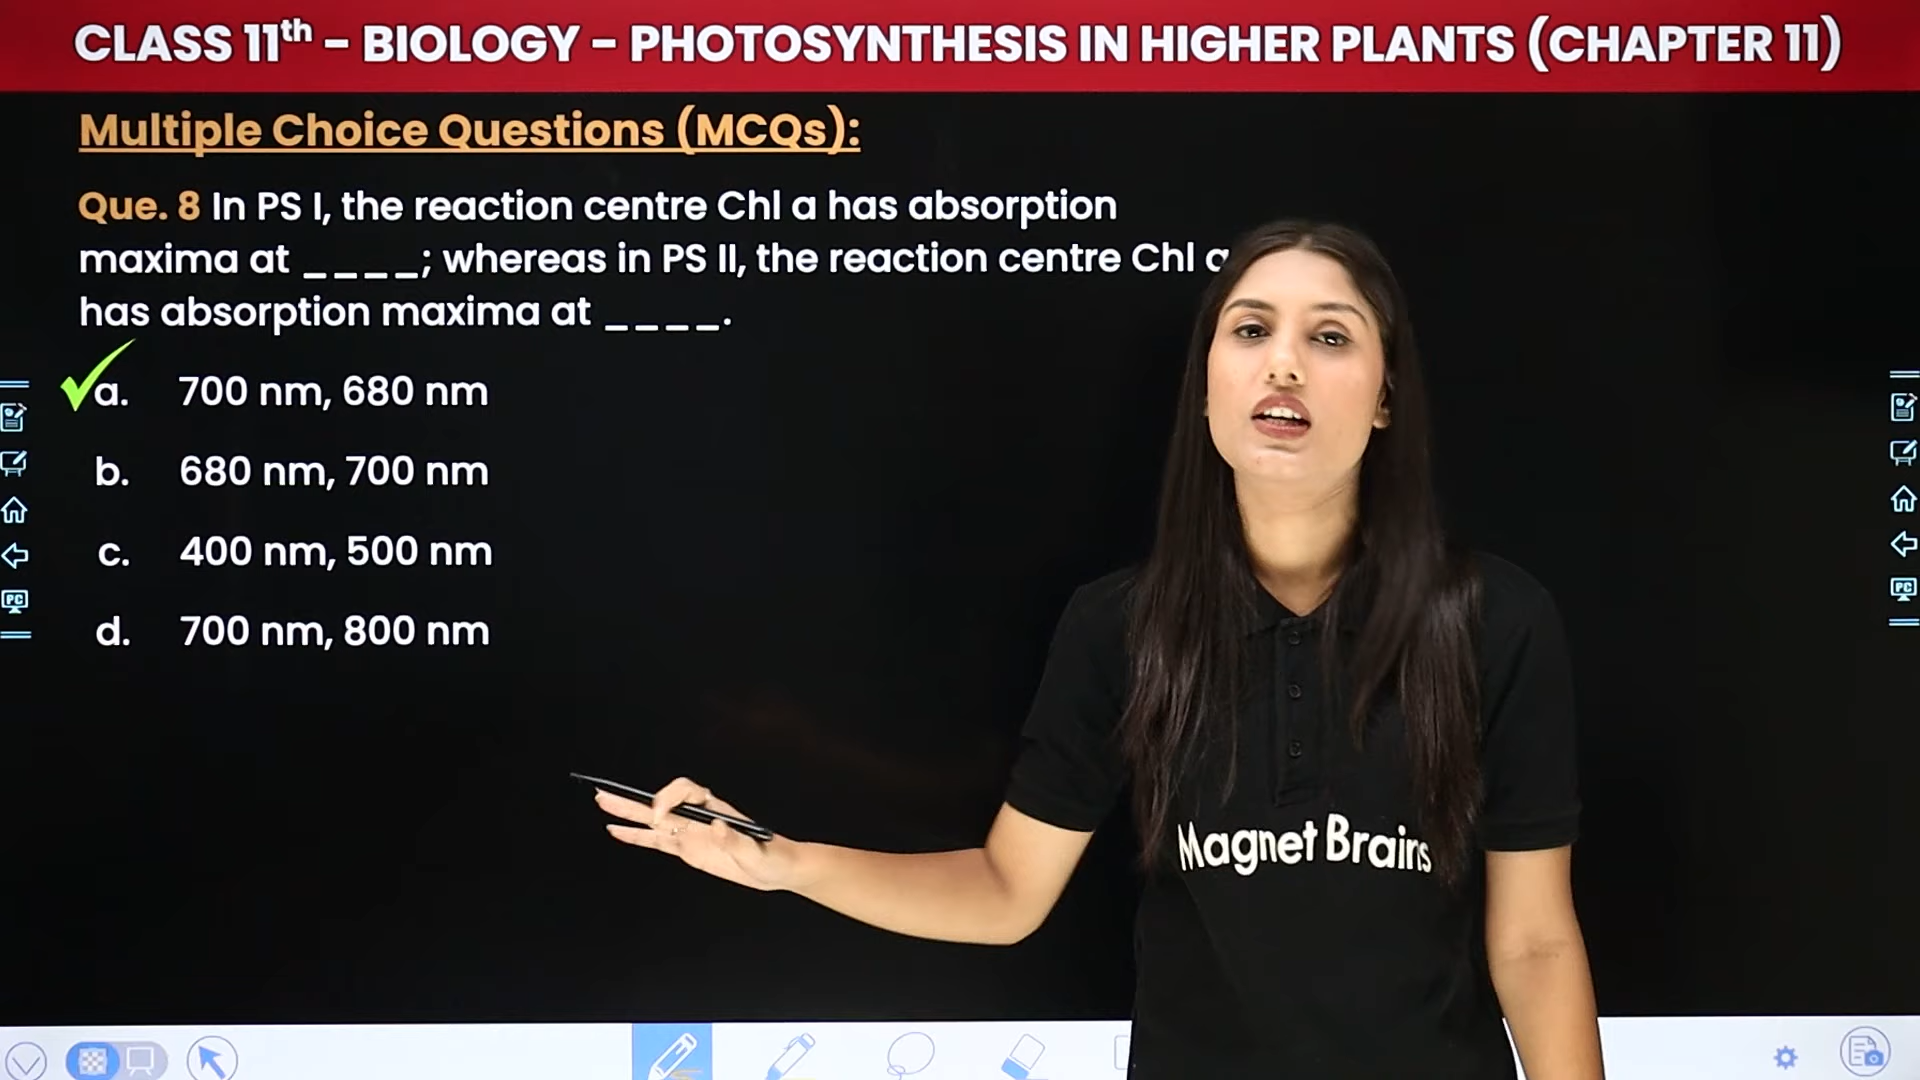 CLASS 11th – BIOLOGY – PHOTOSYNTHESIS IN HIGHER PLANTS (CHAPTER 11)
Multiple Choice Questions (MCQs):
Que. 8 In PS I, the reaction centre Chl a has absorption
maxima at ____; whereas in PS II, the reaction centre Chl a
has absorption maxima at ____.
a. 700 nm, 680 nm
b. 680 nm, 700 nm
c. 400 nm, 500 nm
d. 700 nm, 800 nm
Magnet Brains
PC
PC